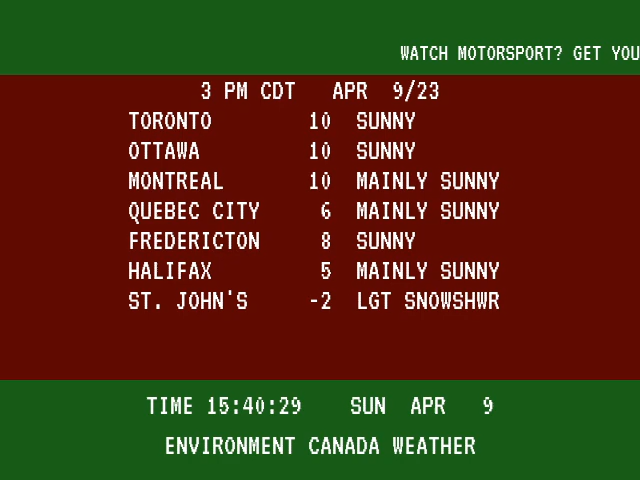 WATCH MOTORSPORT? GET YOU
3 PM CDT   APR  9/23
TORONTO        10  SUNNY
OTTAWA         10  SUNNY
MONTREAL       10  MAINLY SUNNY
QUEBEC CITY     6  MAINLY SUNNY
FREDERICTON     8  SUNNY
HALIFAX         5  MAINLY SUNNY
ST. JOHN'S     -2  LGT SNOWSHWR
TIME 15:40:29    SUN  APR   9
ENVIRONMENT CANADA WEATHER